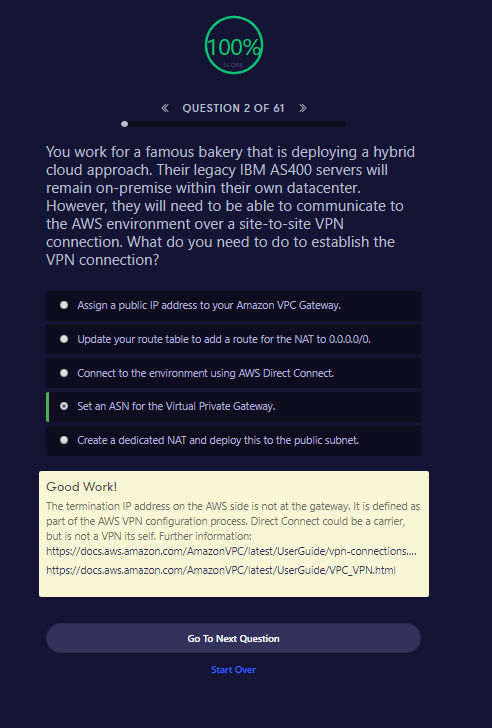 100%
SCORE
« QUESTION 2 OF 61 »
You work for a famous bakery that is deploying a hybrid
cloud approach. Their legacy IBM AS400 servers will
remain on-premise within their own datacenter.
However, they will need to be able to communicate to
the AWS environment over a site-to-site VPN
connection. What do you need to do to establish the
VPN connection?
Assign a public IP address to your Amazon VPC Gateway.
Update your route table to add a route for the NAT to 0.0.0.0/0.
Connect to the environment using AWS Direct Connect.
Set an ASN for the Virtual Private Gateway.
Create a dedicated NAT and deploy this to the public subnet.
Good Work!
The termination IP address on the AWS side is not at the gateway. It is defined as
part of the AWS VPN configuration process. Direct Connect could be a carrier,
but is not a VPN its self. Further information:
https://docs.aws.amazon.com/AmazonVPC/latest/UserGuide/vpn-connections....
https://docs.aws.amazon.com/AmazonVPC/latest/UserGuide/VPC_VPN.html
Go To Next Question
Start Over